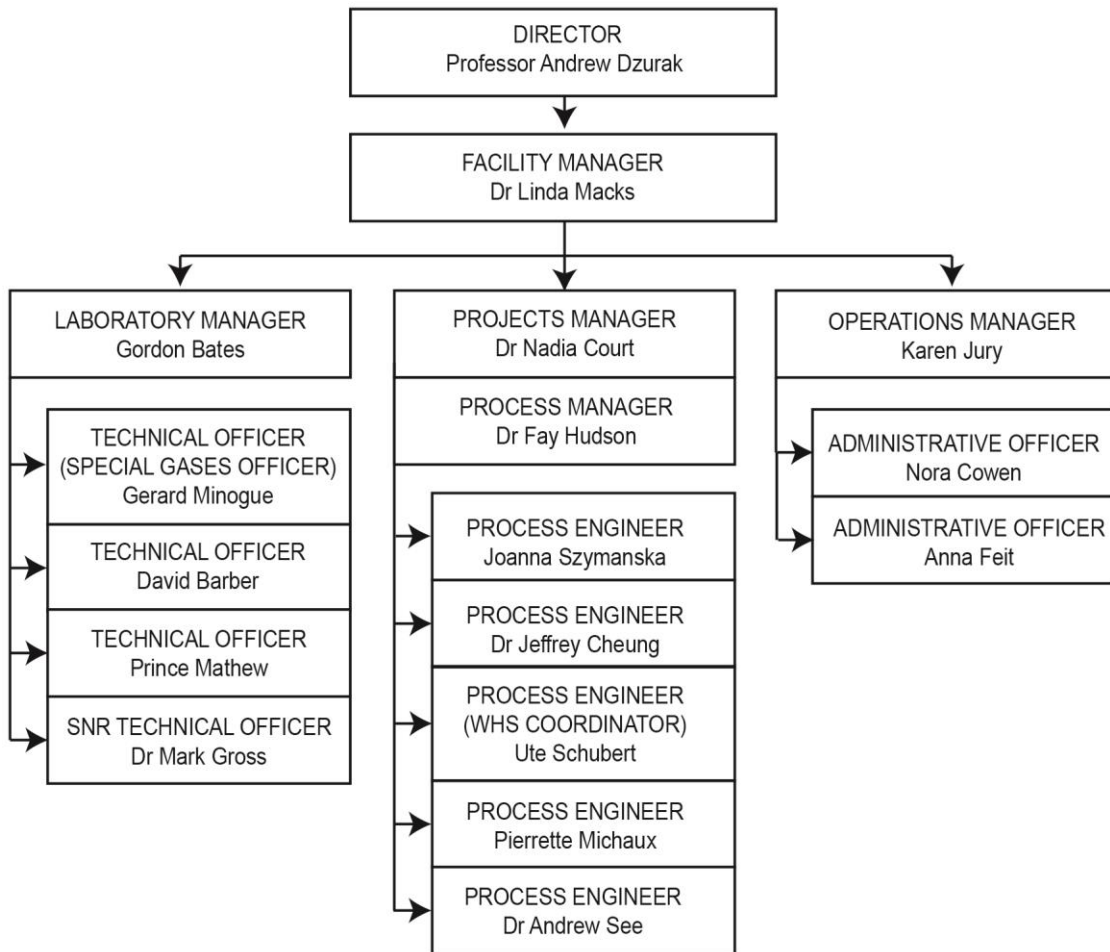 DIRECTOR
Professor Andrew Dzurak
FACILITY MANAGER
Dr Linda Macks
LABORATORY MANAGER
Gordon Bates
TECHNICAL OFFICER
(SPECIAL GASES OFFICER)
Gerard Minogue
TECHNICAL OFFICER
David Barber
TECHNICAL OFFICER
Prince Mathew
SNR TECHNICAL OFFICER
Dr Mark Gross
PROJECTS MANAGER
Dr Nadia Court
PROCESS MANAGER
Dr Fay Hudson
PROCESS ENGINEER
Joanna Szymanska
PROCESS ENGINEER
Dr Jeffrey Cheung
PROCESS ENGINEER
(WHS COORDINATOR)
Ute Schubert
PROCESS ENGINEER
Pierrette Michaux
PROCESS ENGINEER
Dr Andrew See
OPERATIONS MANAGER
Karen Jury
ADMINISTRATIVE OFFICER
Nora Cowen
ADMINISTRATIVE OFFICER
Anna Feit